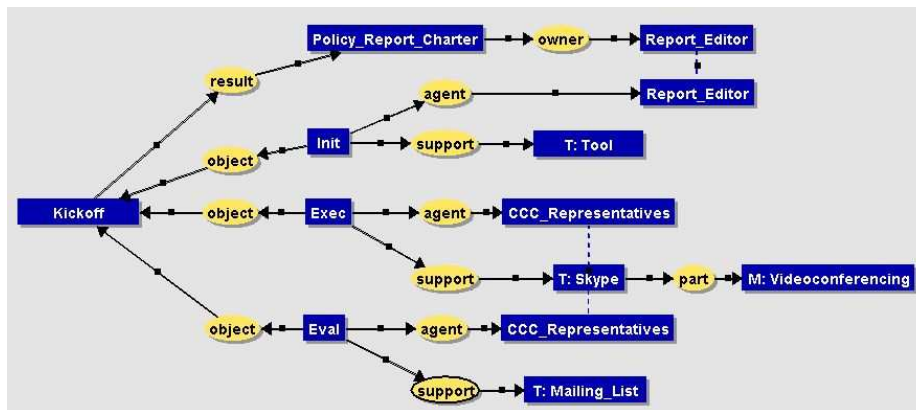 Policy_Report_Charter owner Report_Editor
result
agent Report_Editor
Init support T: Tool
object
Kickoff object Exec agent CCC_Representatives
support T: Skype part M: Videoconferencing
object Eval agent CCC_Representatives
support T: Mailing_List